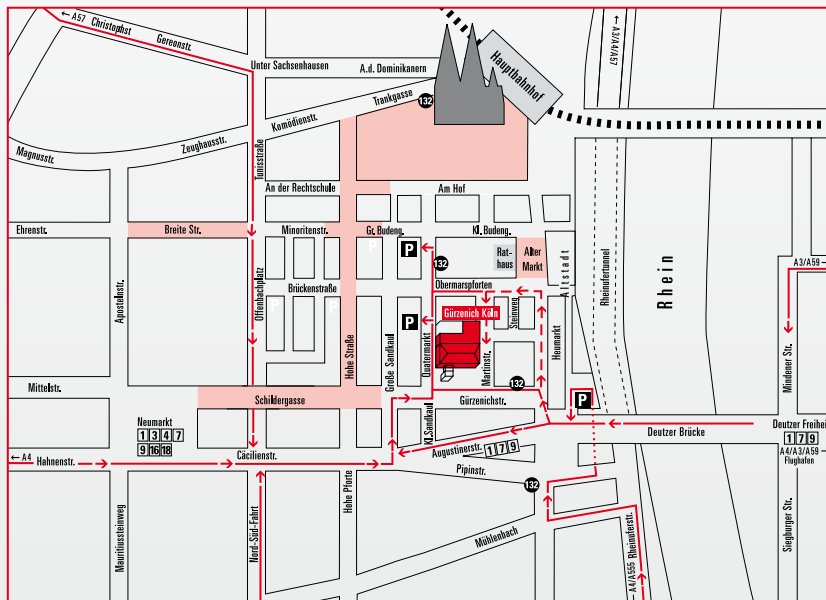 ← A57
Christophstr.
Gereonstr.
← A3/A4/A57
Unter Sachsenhausen
A.d. Dominikanern
Hauptbahnhof
Trankgasse
132
Komödienstr.
Magnusstr.
Zeughausstr.
Tunisstraße
An der Rechtschule
Am Hof
Ehrenstr.
Breite Str.
Minoritenstr.
Gr. Budeng.
Kl. Budeng.
P
P
132
Rat-
haus
Alter
Markt
Altstadt
Rheinufertunnel
Rhein
A3/A59
Apostelnstr.
Offenbachplatz
Brückenstraße
Obermarspforten
P
P
P
Gürzenich Köln
Steinweg
Hohe Straße
Große Sandkaul
Quatermarkt
Martinstr.
Heumarkt
Mindener Str.
Mittelstr.
Schildergasse
132
Gürzenichstr.
P
Neumarkt
1 3 4 7
9 16 18
Kl.Sandkaul
Deutzer Brücke
Deutzer Freiheit
1 7 9
A4/A3/A59
Flughafen
← A4
Hahnenstr.
Cäcilienstr.
Augustinerstr.
1 7 9
Pipinstr.
132
Mauritiussteinweg
Nord-Süd-Fahrt
Hohe Pforte
Mühlenbach
← A4/A555 Rheinuferstr.
Siegburger Str.